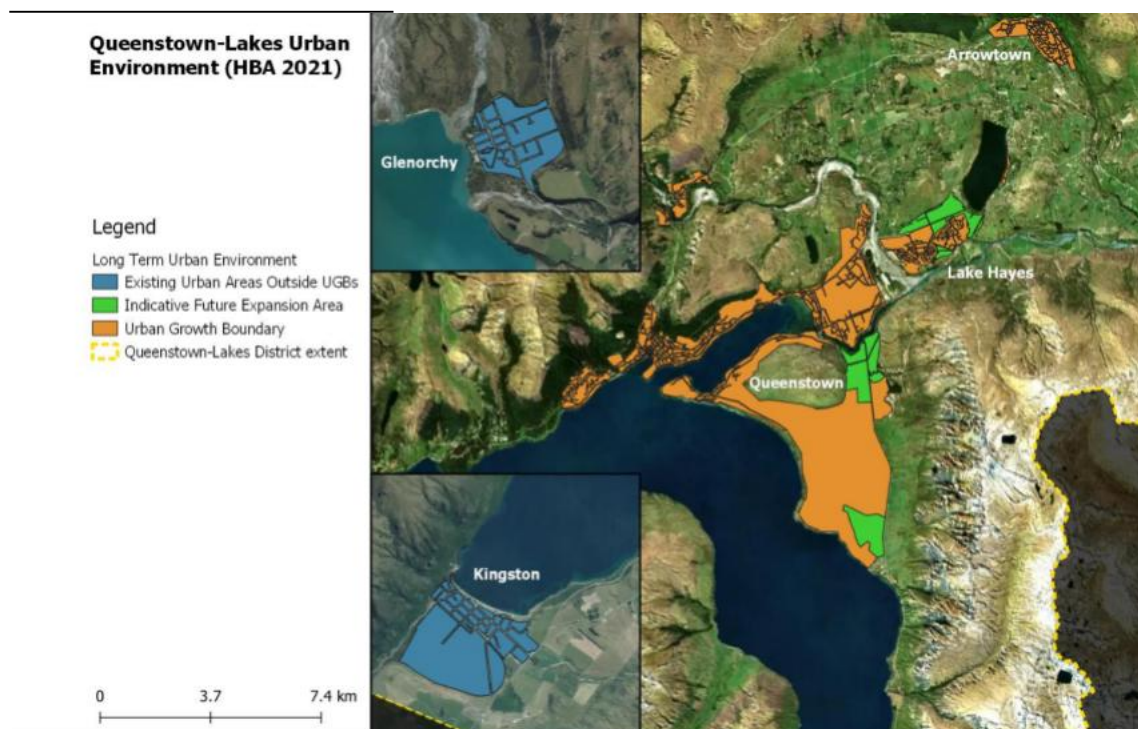 Queenstown-Lakes Urban
Environment (HBA 2021)
Legend
Long Term Urban Environment
Existing Urban Areas Outside UGBs
Indicative Future Expansion Area
Urban Growth Boundary
Queenstown-Lakes District extent
0 3.7 7.4 km
Glenorchy
Kingston
Arrowtown
Lake Hayes
Queenstown